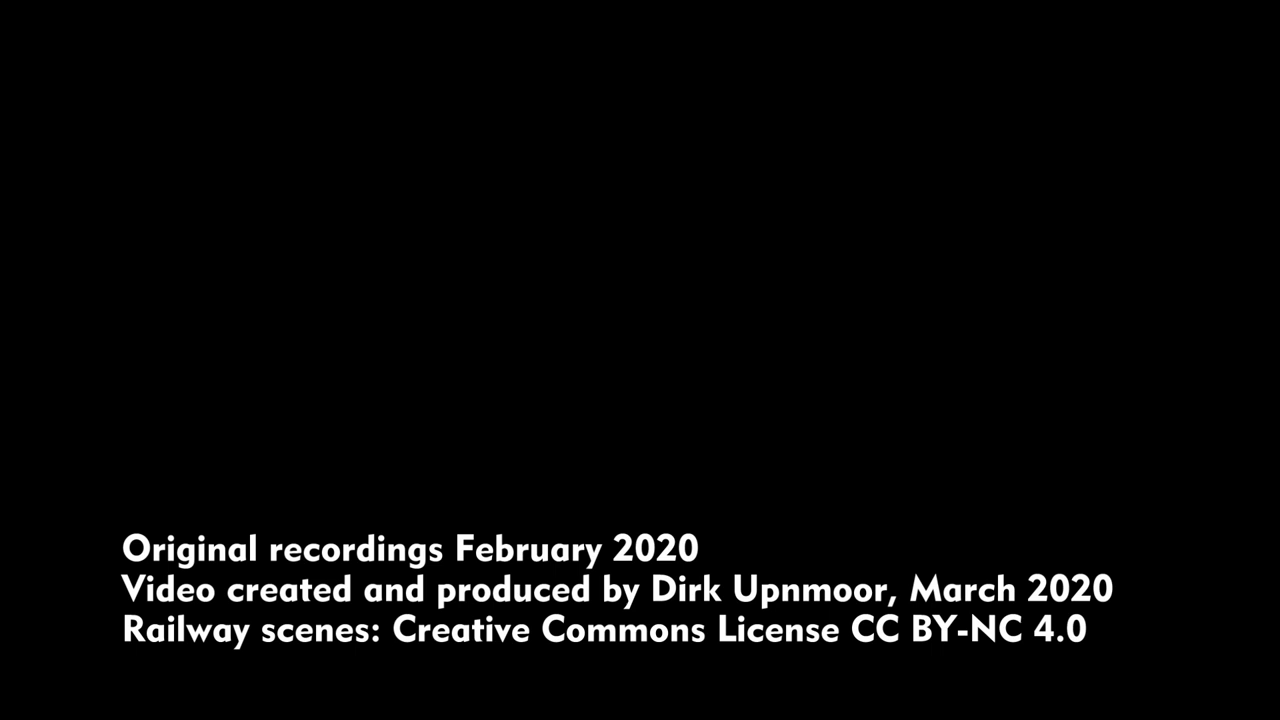 Original recordings February 2020
Video created and produced by Dirk Upnmoor, March 2020
Railway scenes: Creative Commons License CC BY-NC 4.0